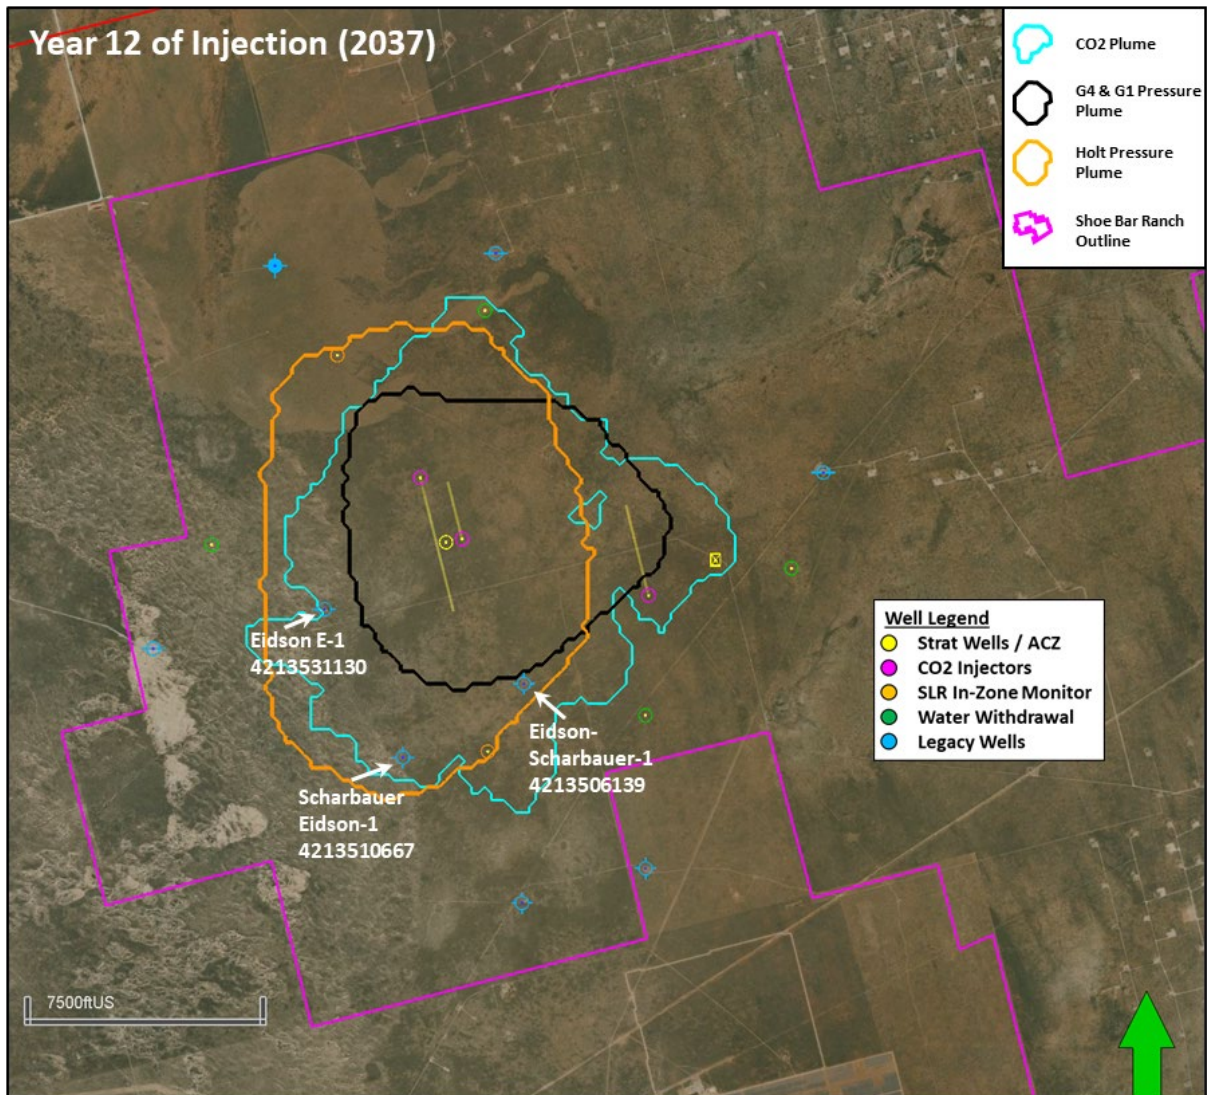 Year 12 of Injection (2037)
CO2 Plume
G4 & G1 Pressure
Plume
Holt Pressure
Plume
Shoe Bar Ranch
Outline
Eidson E-1
4213531130
Eidson-
Scharbauer-1
4213506139
Scharbauer
Eidson-1
4213510667
Well Legend
Strat Wells / ACZ
CO2 Injectors
SLR In-Zone Monitor
Water Withdrawal
Legacy Wells
7500ftUS